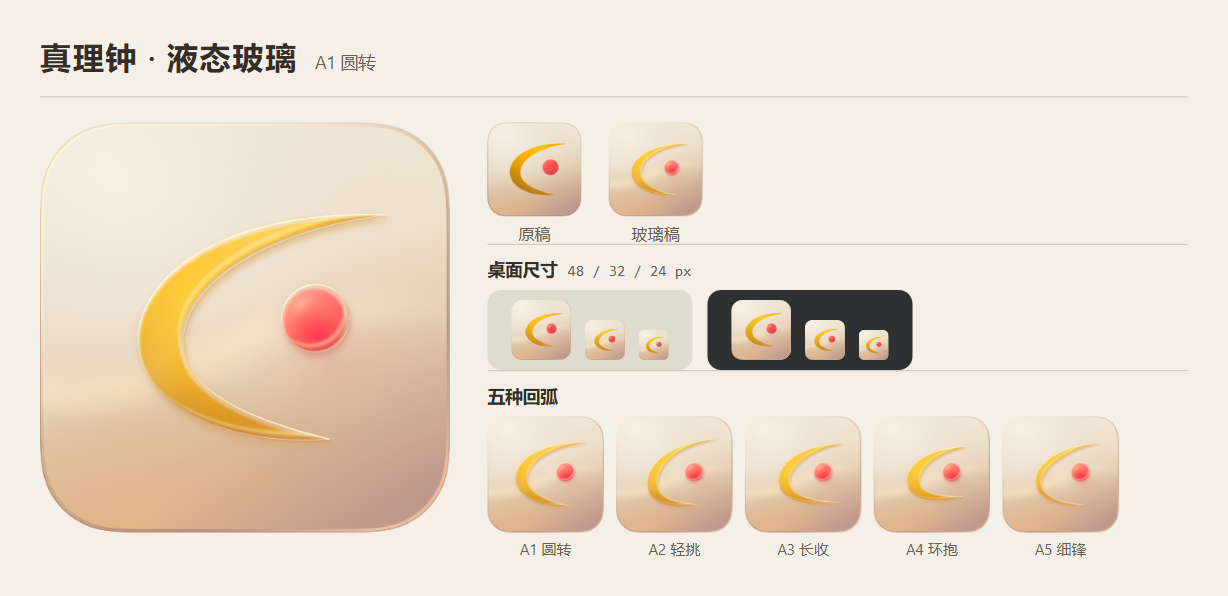 真理钟 · 液态玻璃 A1 圆转
原稿 玻璃稿
桌面尺寸 48 / 32 / 24 px
五种回弧
A1 圆转 A2 轻挑 A3 长收 A4 环抱 A5 细锋